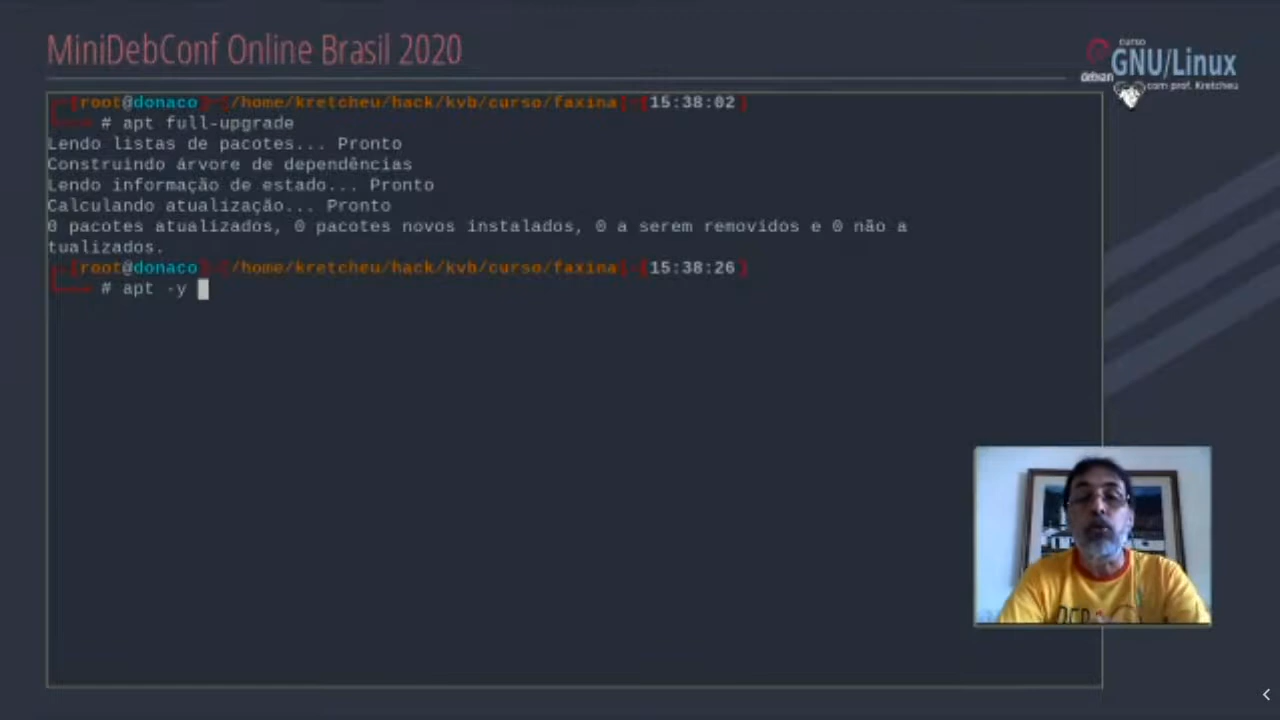 MiniDebConf Online Brasil 2020
curso
GNU/Linux
debian
com prof. Kretcheu
[root@donaco]-[/home/kretcheu/hack/kvb/curso/faxina]-[15:38:02]
# apt full-upgrade
Lendo listas de pacotes... Pronto
Construindo árvore de dependências
Lendo informação de estado... Pronto
Calculando atualização... Pronto
0 pacotes atualizados, 0 pacotes novos instalados, 0 a serem removidos e 0 não a
tualizados.
[root@donaco]-[/home/kretcheu/hack/kvb/curso/faxina]-[15:38:26]
# apt -y